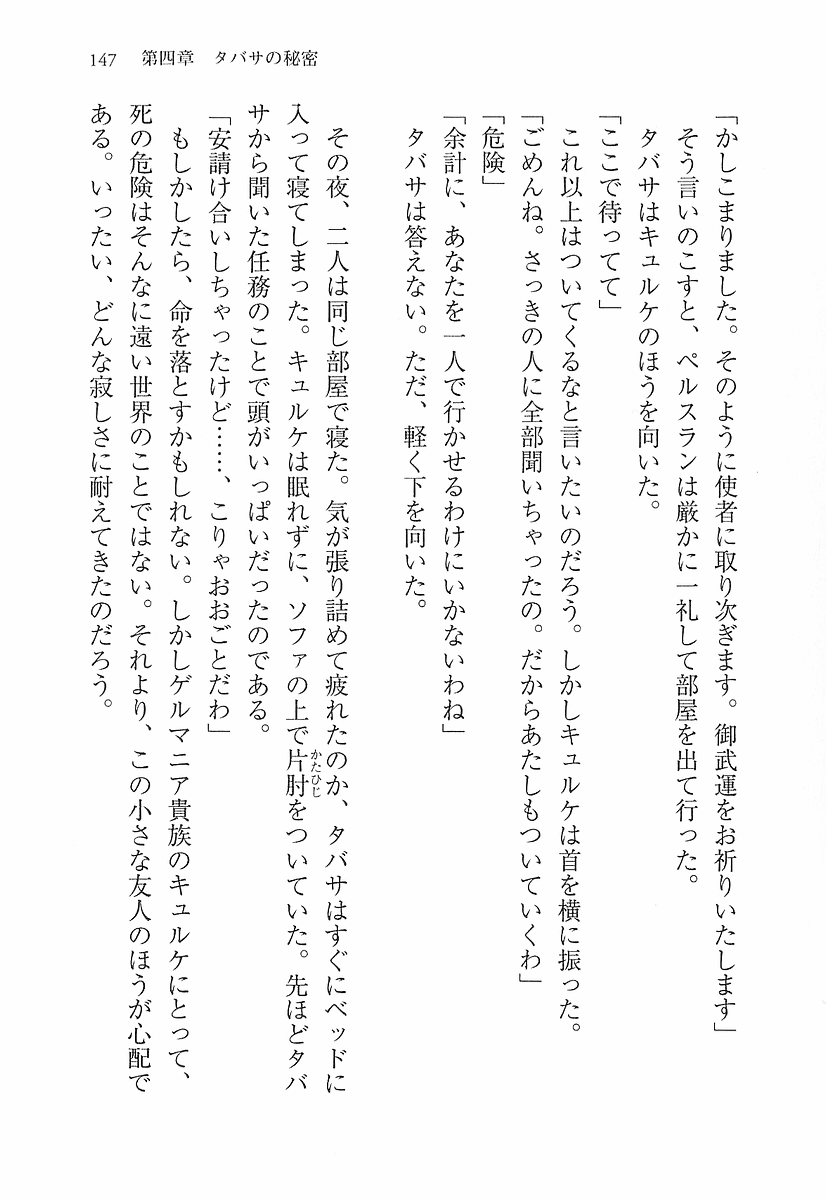 147　第四章　タバサの秘密
「かしこまりました。そのように使者に取り次ぎます。御武運をお祈りいたします」
そう言いのこすと、ペルスランは厳かに一礼して部屋を出て行った。
タバサはキュルケのほうを向いた。
「ここで待ってて」
これ以上はついてくるなと言いたいのだろう。しかしキュルケは首を横に振った。
「ごめんね。さっきの人に全部聞いちゃったの。だからあたしもついていくわ」
「危険」
「余計に、あなたを一人で行かせるわけにいかないわね」
タバサは答えない。ただ、軽く下を向いた。
その夜、二人は同じ部屋で寝た。気が張り詰めて疲れたのか、タバサはすぐにベッドに
入って寝てしまった。キュルケは眠れずに、ソファの上で片肘をついていた。先ほどタバ
かたひじ
サから聞いた任務のことで頭がいっぱいだったのである。
「安請け合いしちゃったけど……、こりゃおおごとだわ」
もしかしたら、命を落とすかもしれない。しかしゲルマニア貴族のキュルケにとって、
死の危険はそんなに遠い世界のことではない。それより、この小さな友人のほうが心配で
ある。いったい、どんな寂しさに耐えてきたのだろう。